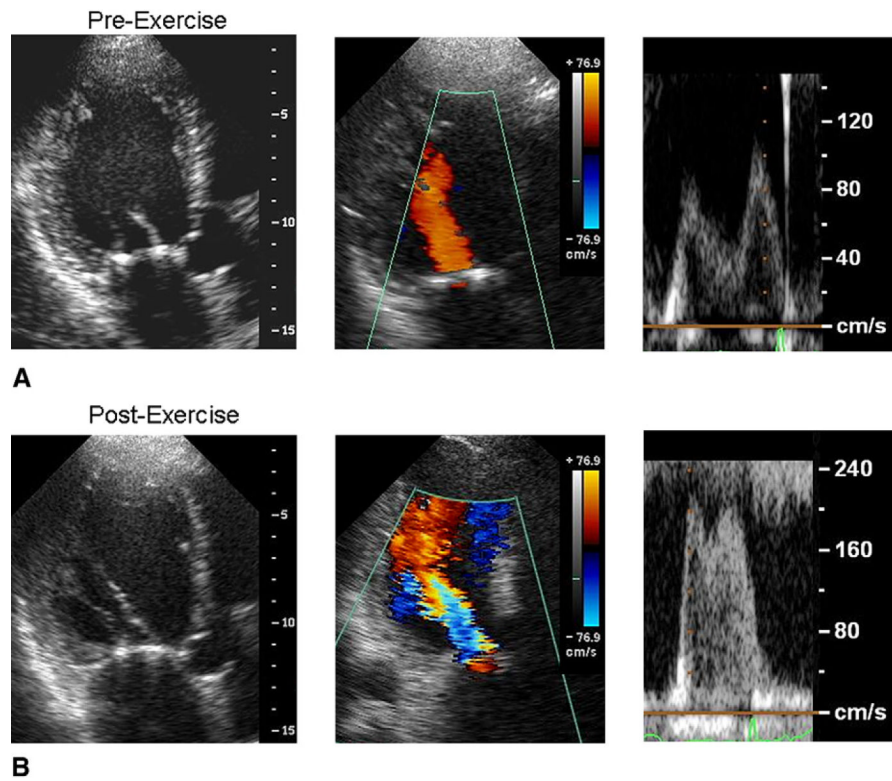 Pre-Exercise
5
10
15
+ 76.9
- 76.9
cm/s
120
80
40
cm/s
A
Post-Exercise
5
10
15
+ 76.9
- 76.9
cm/s
240
160
80
cm/s
B